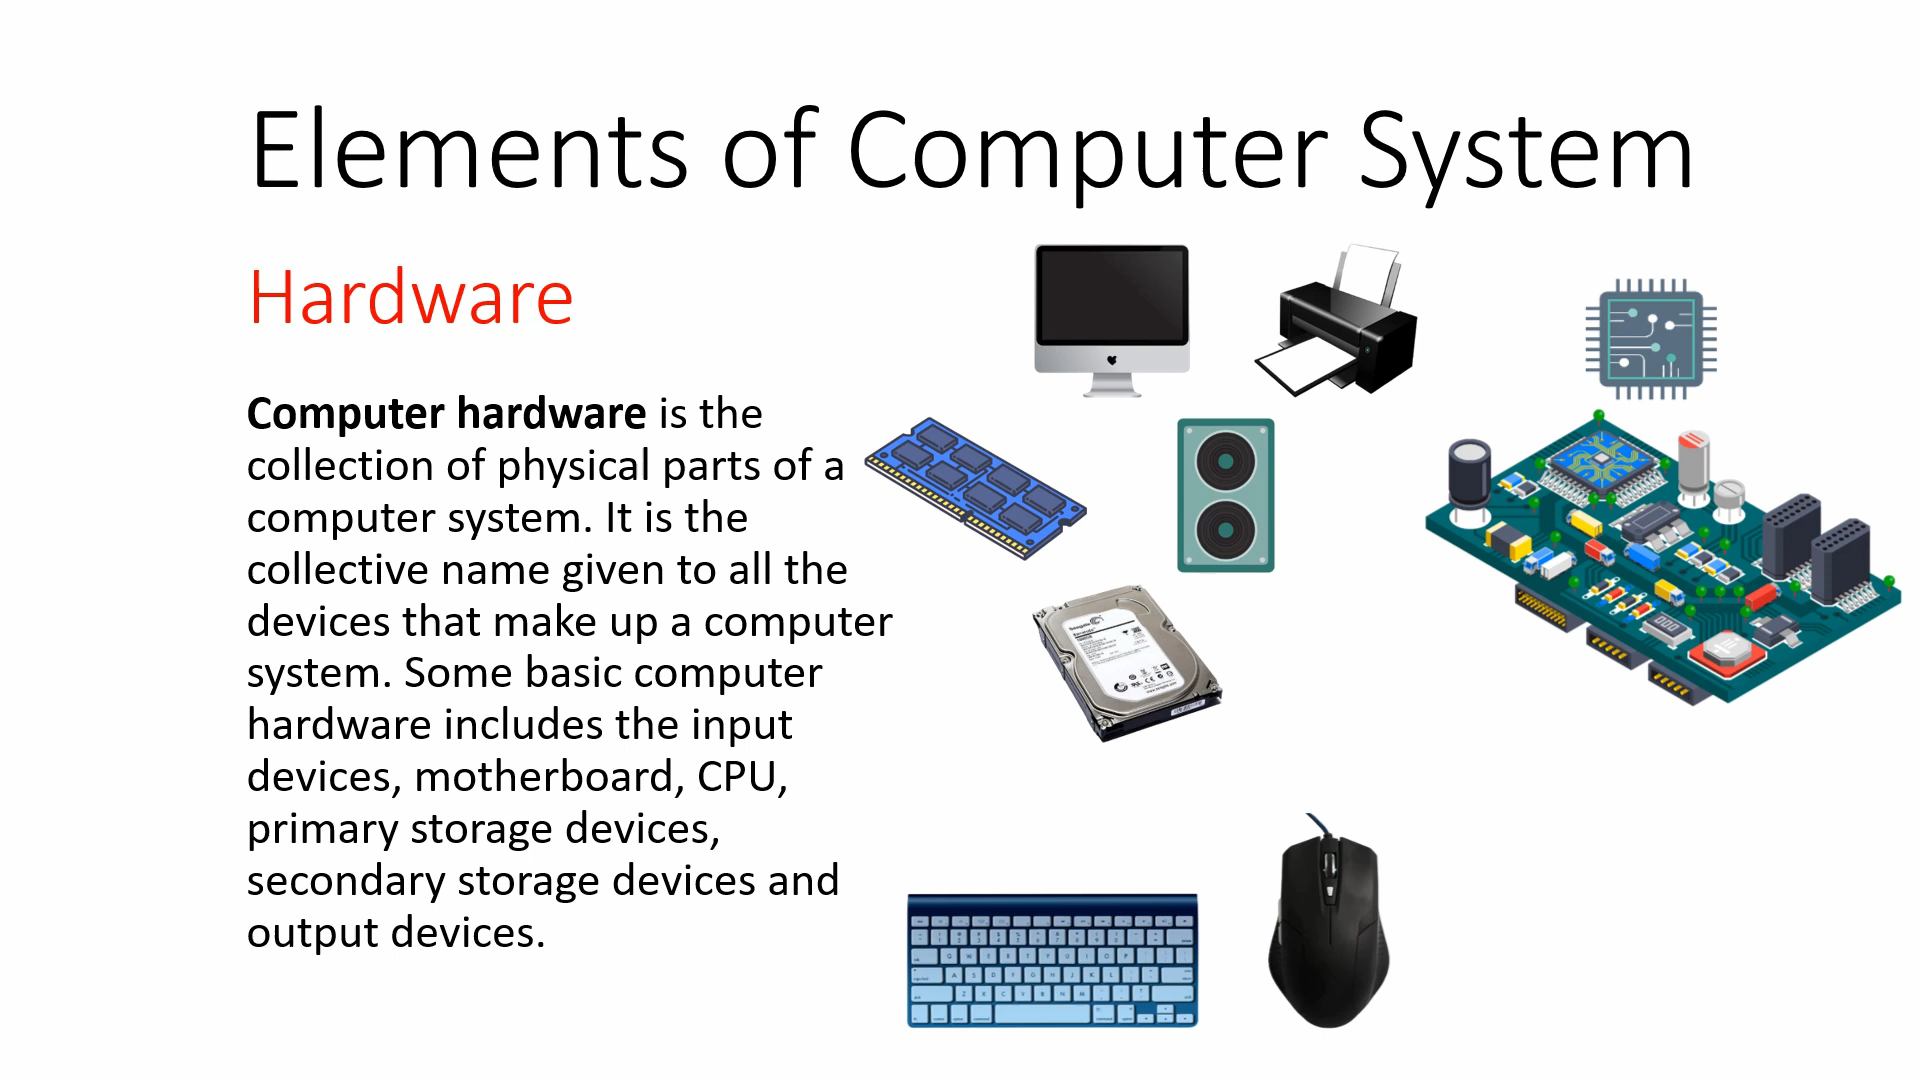 Elements of Computer System
Hardware
Computer hardware is the
collection of physical parts of a
computer system. It is the
collective name given to all the
devices that make up a computer
system. Some basic computer
hardware includes the input
devices, motherboard, CPU,
primary storage devices,
secondary storage devices and
output devices.